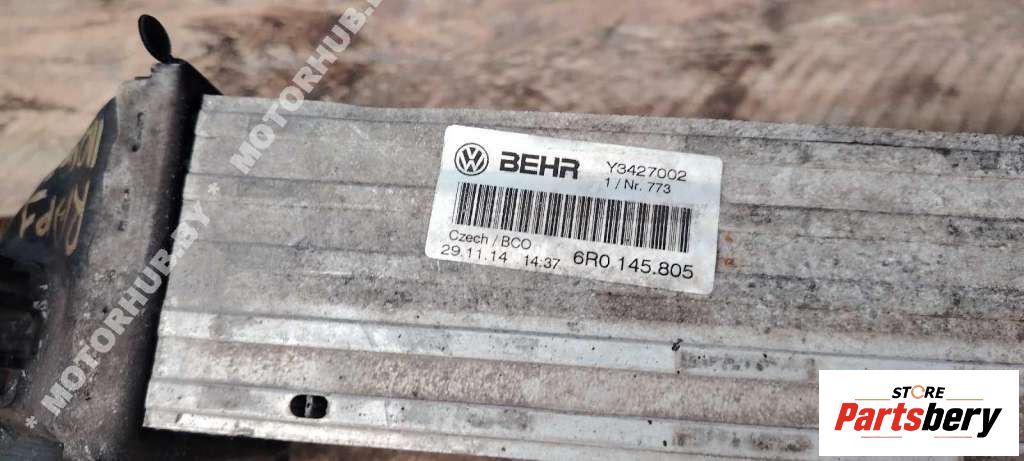 * MOTORHUB.BY
* MOTORHUB.BY
VW BEHR Y3427002
1 / Nr. 773
Czech / BCO
29.11.14 14:37 6R0 145.805
STORE
Partsbery